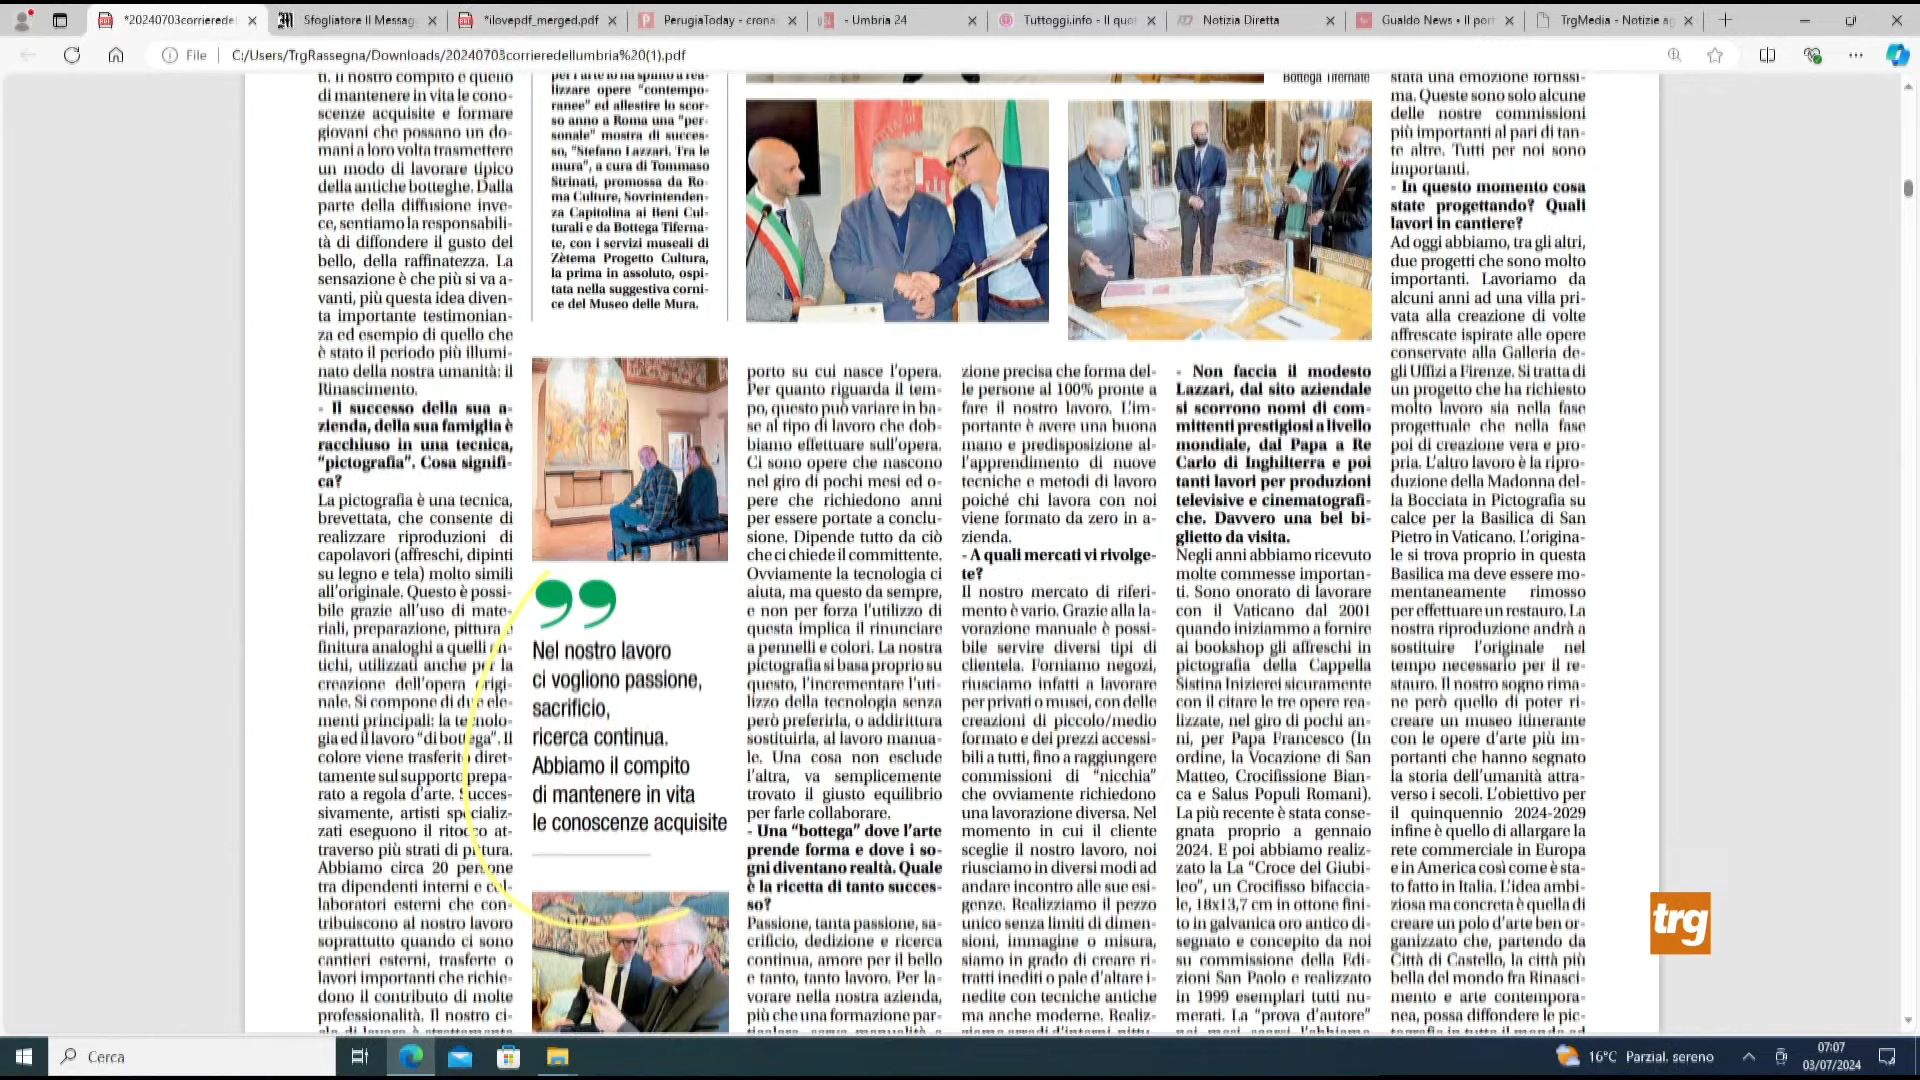 *20240703corrierede
Sfogliatore Il Messag
*ilovepdf_merged.pdf
PerugiaToday - crona
- Umbria 24
Tuttoggi.info - Il quot
Notizia Diretta
Gualdo News • Il port
TrgMedia - Notizie a
File
C:/Users/TrgRassegna/Downloads/20240703corrieredellumbria%20(1).pdf
ti. Il nostro compito è quello
di mantenere in vita le cono-
scenze acquisite e formare
giovani che possano un do-
mani a loro volta trasmettere
un modo di lavorare tipico
della antiche botteghe. Dalla
parte della diffusione inve-
ce, sentiamo la responsabili-
tà di diffondere il gusto del
bello, della raffinatezza. La
sensazione è che più si va a-
vanti, più questa idea diven-
ta importante testimonian-
za ed esempio di quello che
è stato il periodo più illumi-
nato della nostra umanità: il
Rinascimento.
- Il successo della sua a-
zienda, della sua famiglia è
racchiuso in una tecnica,
“pictografia”. Cosa signifi-
ca?
La pictografia è una tecnica,
brevettata, che consente di
realizzare riproduzioni di
capolavori (affreschi, dipinti
su legno e tela) molto simili
all'originale. Questo è possi-
bile grazie all'uso di mate-
riali, preparazione, pittura e
finitura analoghi a quelli an-
tichi, utilizzati anche per la
creazione dell'opera origi-
nale. Si compone di due ele-
menti principali: la tecnolo-
gia ed il lavoro “di bottega”. Il
colore viene trasferito diret-
tamente sul supporto prepa-
rato a regola d'arte. Succes-
sivamente, artisti specializ-
zati eseguono il ritocco at-
traverso più strati di pittura.
Abbiamo circa 20 persone
tra dipendenti interni e col-
laboratori esterni che con-
tribuiscono al nostro lavoro
soprattutto quando ci sono
cantieri esterni, trasferte o
lavori importanti che richie-
dono il contributo di molte
professionalità. Il nostro ci-
clo di lavoro è strettamente
per l'arte lo ha spinto a rea-
lizzare opere “contempo-
ranee” ed allestire lo scor-
so anno a Roma una “per-
sonale” mostra di succes-
so, “Stefano Lazzari. Tra le
mura”, a cura di Tommaso
Strinati, promossa da Ro-
ma Culture, Sovrintenden-
za Capitolina ai Beni Cul-
turali e da Bottega Tiferna-
te, con i servizi museali di
Zètema Progetto Cultura,
la prima in assoluto, ospi-
tata nella suggestiva corni-
ce del Museo delle Mura.
Nel nostro lavoro
ci vogliono passione,
sacrificio,
ricerca continua.
Abbiamo il compito
di mantenere in vita
le conoscenze acquisite
porto su cui nasce l'opera.
Per quanto riguarda il tem-
po, questo può variare in ba-
se al tipo di lavoro che dob-
biamo effettuare sull'opera.
Ci sono opere che nascono
nel giro di pochi mesi ed o-
pere che richiedono anni
per essere portate a conclu-
sione. Dipende tutto da ciò
che ci chiede il committente.
Ovviamente la tecnologia ci
aiuta, ma questo da sempre,
e non per forza l'utilizzo di
questa implica il rinunciare
a pennelli e colori. La nostra
pictografia si basa proprio su
questo, l'incrementare l'uti-
lizzo della tecnologia senza
però preferirla, o addirittura
sostituirla, al lavoro manua-
le. Una cosa non esclude
l'altra, va semplicemente
trovato il giusto equilibrio
per farle collaborare.
- Una “bottega” dove l'arte
prende forma e dove i so-
gni diventano realtà. Quale
è la ricetta di tanto succes-
so?
Passione, tanta passione, sa-
crificio, dedizione e ricerca
continua, amore per il bello
e tanto, tanto lavoro. Per la-
vorare nella nostra azienda,
più che una formazione par-
ticolare, serve manualità e
zione precisa che forma del-
le persone al 100% pronte a
fare il nostro lavoro. L'im-
portante è avere una buona
mano e predisposizione al-
l'apprendimento di nuove
tecniche e metodi di lavoro
poiché chi lavora con noi
viene formato da zero in a-
zienda.
- A quali mercati vi rivolge-
te?
Il nostro mercato di riferi-
mento è vario. Grazie alla la-
vorazione manuale è possi-
bile servire diversi tipi di
clientela. Forniamo negozi,
riusciamo infatti a lavorare
per privati o musei, con delle
creazioni di piccolo/medio
formato e dei prezzi accessi-
bili a tutti, fino a raggiungere
commissioni di “nicchia”
che ovviamente richiedono
una lavorazione diversa. Nel
momento in cui il cliente
sceglie il nostro lavoro, noi
riusciamo in diversi modi ad
andare incontro alle sue esi-
genze. Realizziamo il pezzo
unico senza limiti di dimen-
sioni, immagine o misura,
siamo in grado di creare ri-
tratti inediti o pale d'altare i-
nedite con tecniche antiche
ma anche moderne. Realiz-
ziamo arredi d'interni, pittu-
Bottega Tifernate
- Non faccia il modesto
Lazzari, dal sito aziendale
si scorrono nomi di com-
mittenti prestigiosi a livello
mondiale, dal Papa a Re
Carlo di Inghilterra e poi
tanti lavori per produzioni
televisive e cinematografi-
che. Davvero una bel bi-
glietto da visita.
Negli anni abbiamo ricevuto
molte commesse importan-
ti. Sono onorato di lavorare
con il Vaticano dal 2001
quando iniziammo a fornire
ai bookshop gli affreschi in
pictografia della Cappella
Sistina Inizierei sicuramente
con il citare le tre opere rea-
lizzate, nel giro di pochi an-
ni, per Papa Francesco (In
ordine, la Vocazione di San
Matteo, Crocifissione Bian-
ca e Salus Populi Romani).
La più recente è stata conse-
gnata proprio a gennaio
2024. E poi abbiamo realiz-
zato la La “Croce del Giubi-
leo”, un Crocifisso bifaccia-
le, 18x13,7 cm in ottone fini-
to in galvanica oro antico di-
segnato e concepito da noi
su commissione della Edi-
zioni San Paolo e realizzato
in 1999 esemplari tutti nu-
merati. La “prova d'autore”
nei mesi scorsi l'abbiamo
stata una emozione fortissi-
ma. Queste sono solo alcune
delle nostre commissioni
più importanti al pari di tan-
te altre. Tutti per noi sono
importanti.
- In questo momento cosa
state progettando? Quali
lavori in cantiere?
Ad oggi abbiamo, tra gli altri,
due progetti che sono molto
importanti. Lavoriamo da
alcuni anni ad una villa pri-
vata alla creazione di volte
affrescate ispirate alle opere
conservate alla Galleria de-
gli Uffizi a Firenze. Si tratta di
un progetto che ha richiesto
molto lavoro sia nella fase
progettuale che nella fase
poi di creazione vera e pro-
pria. L'altro lavoro è la ripro-
duzione della Madonna del-
la Bocciata in Pictografia su
calce per la Basilica di San
Pietro in Vaticano. L'origina-
le si trova proprio in questa
Basilica ma deve essere mo-
mentaneamente rimosso
per effettuare un restauro. La
nostra riproduzione andrà a
sostituire l'originale nel
tempo necessario per il re-
stauro. Il nostro sogno rima-
ne però quello di poter ri-
creare un museo itinerante
con le opere d'arte più im-
portanti che hanno segnato
la storia dell'umanità attra-
verso i secoli. L'obiettivo per
il quinquennio 2024-2029
infine è quello di allargare la
rete commerciale in Europa
e in America così come è sta-
to fatto in Italia. L'idea ambi-
ziosa ma concreta è quella di
creare un polo d'arte ben or-
ganizzato che, partendo da
Città di Castello, la città più
bella del mondo fra Rinasci-
mento e arte contempora-
nea, possa diffondere le pic-
tografia in tutto il mondo ed
trg
Cerca
16°C Parzial. sereno
07:07
03/07/2024